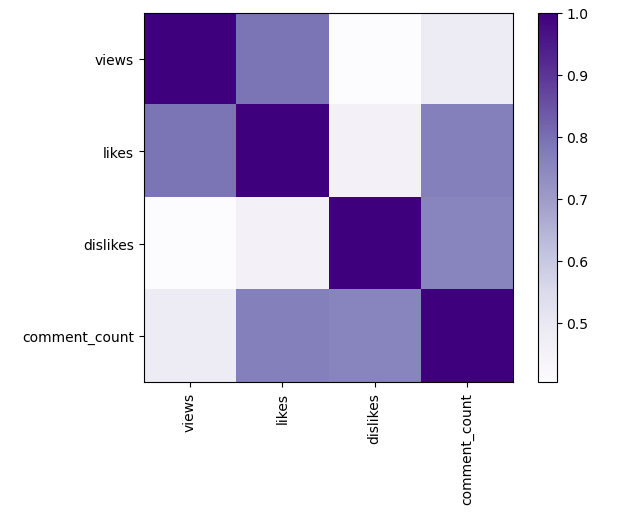 views
likes
dislikes
comment_count
views
likes
dislikes
comment_count
1.0
0.9
0.8
0.7
0.6
0.5